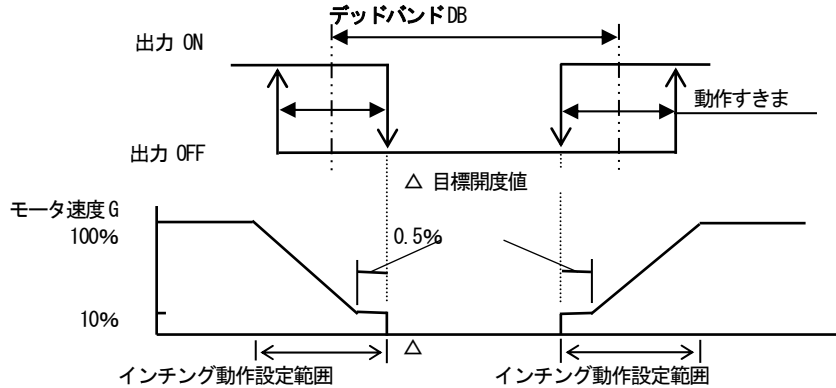 デッドバンドDB
出力 ON
動作すきま
出力 OFF
△ 目標開度値
モータ速度G
100%
0.5%
10%
△
インチング動作設定範囲
インチング動作設定範囲